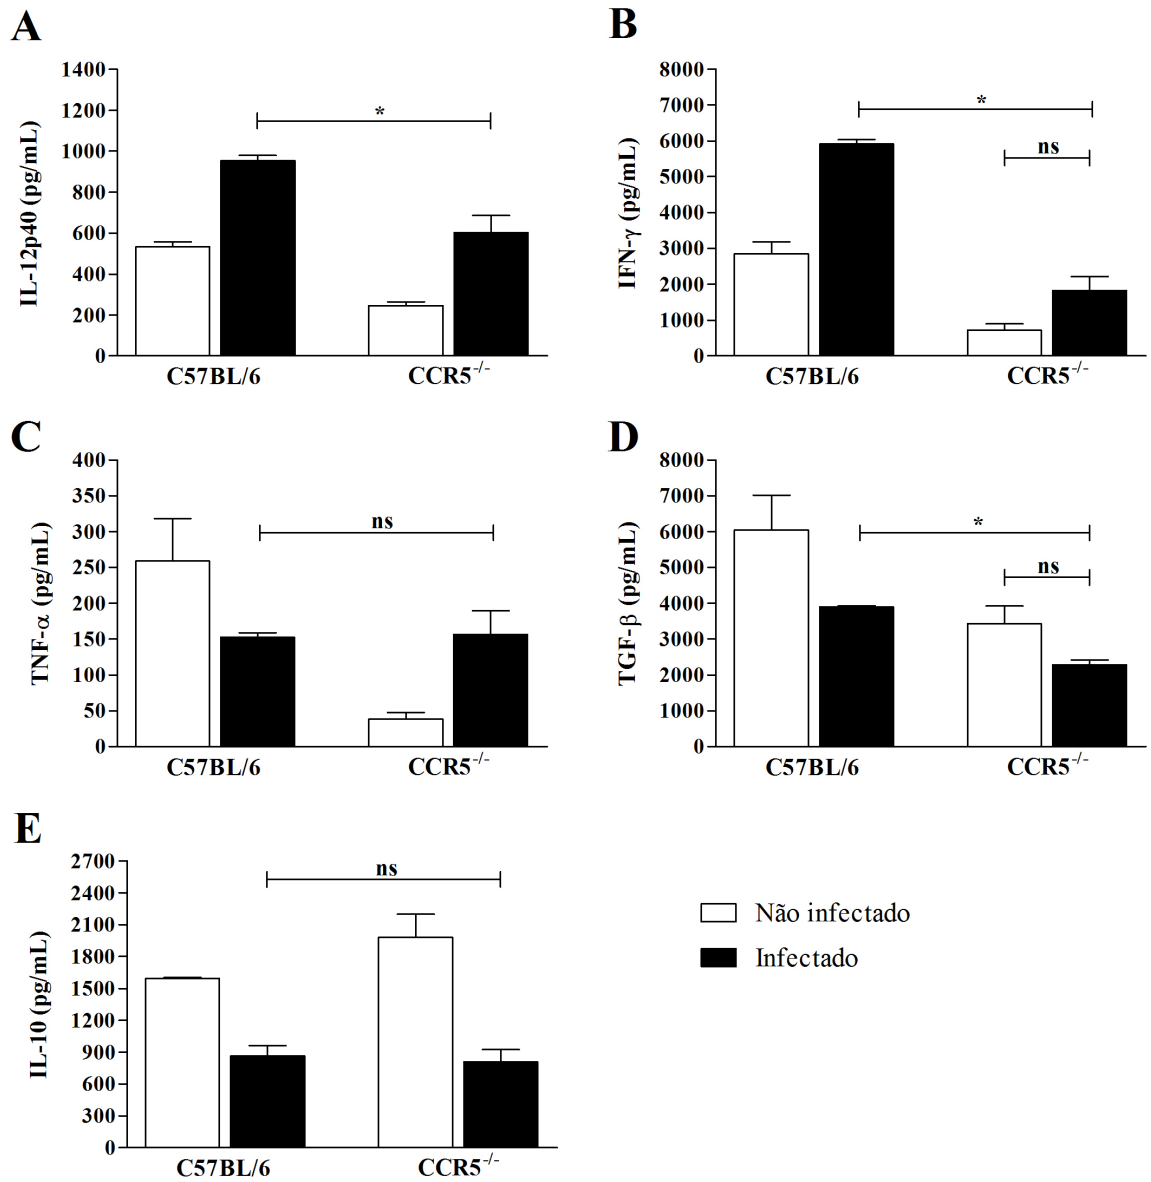 A
IL-12p40 (pg/mL)
1400
1200
1000
800
600
400
200
0
*
C57BL/6
CCR5-/-
B
IFN-γ (pg/mL)
8000
7000
6000
5000
4000
3000
2000
1000
0
*
ns
C57BL/6
CCR5-/-
C
TNF-α (pg/mL)
400
350
300
250
200
150
100
50
0
ns
C57BL/6
CCR5-/-
D
TGF-β (pg/mL)
8000
7000
6000
5000
4000
3000
2000
1000
0
*
ns
C57BL/6
CCR5-/-
E
IL-10 (pg/mL)
2700
2400
2100
1800
1500
1200
900
600
300
0
ns
C57BL/6
CCR5-/-
Não infectado
Infectado